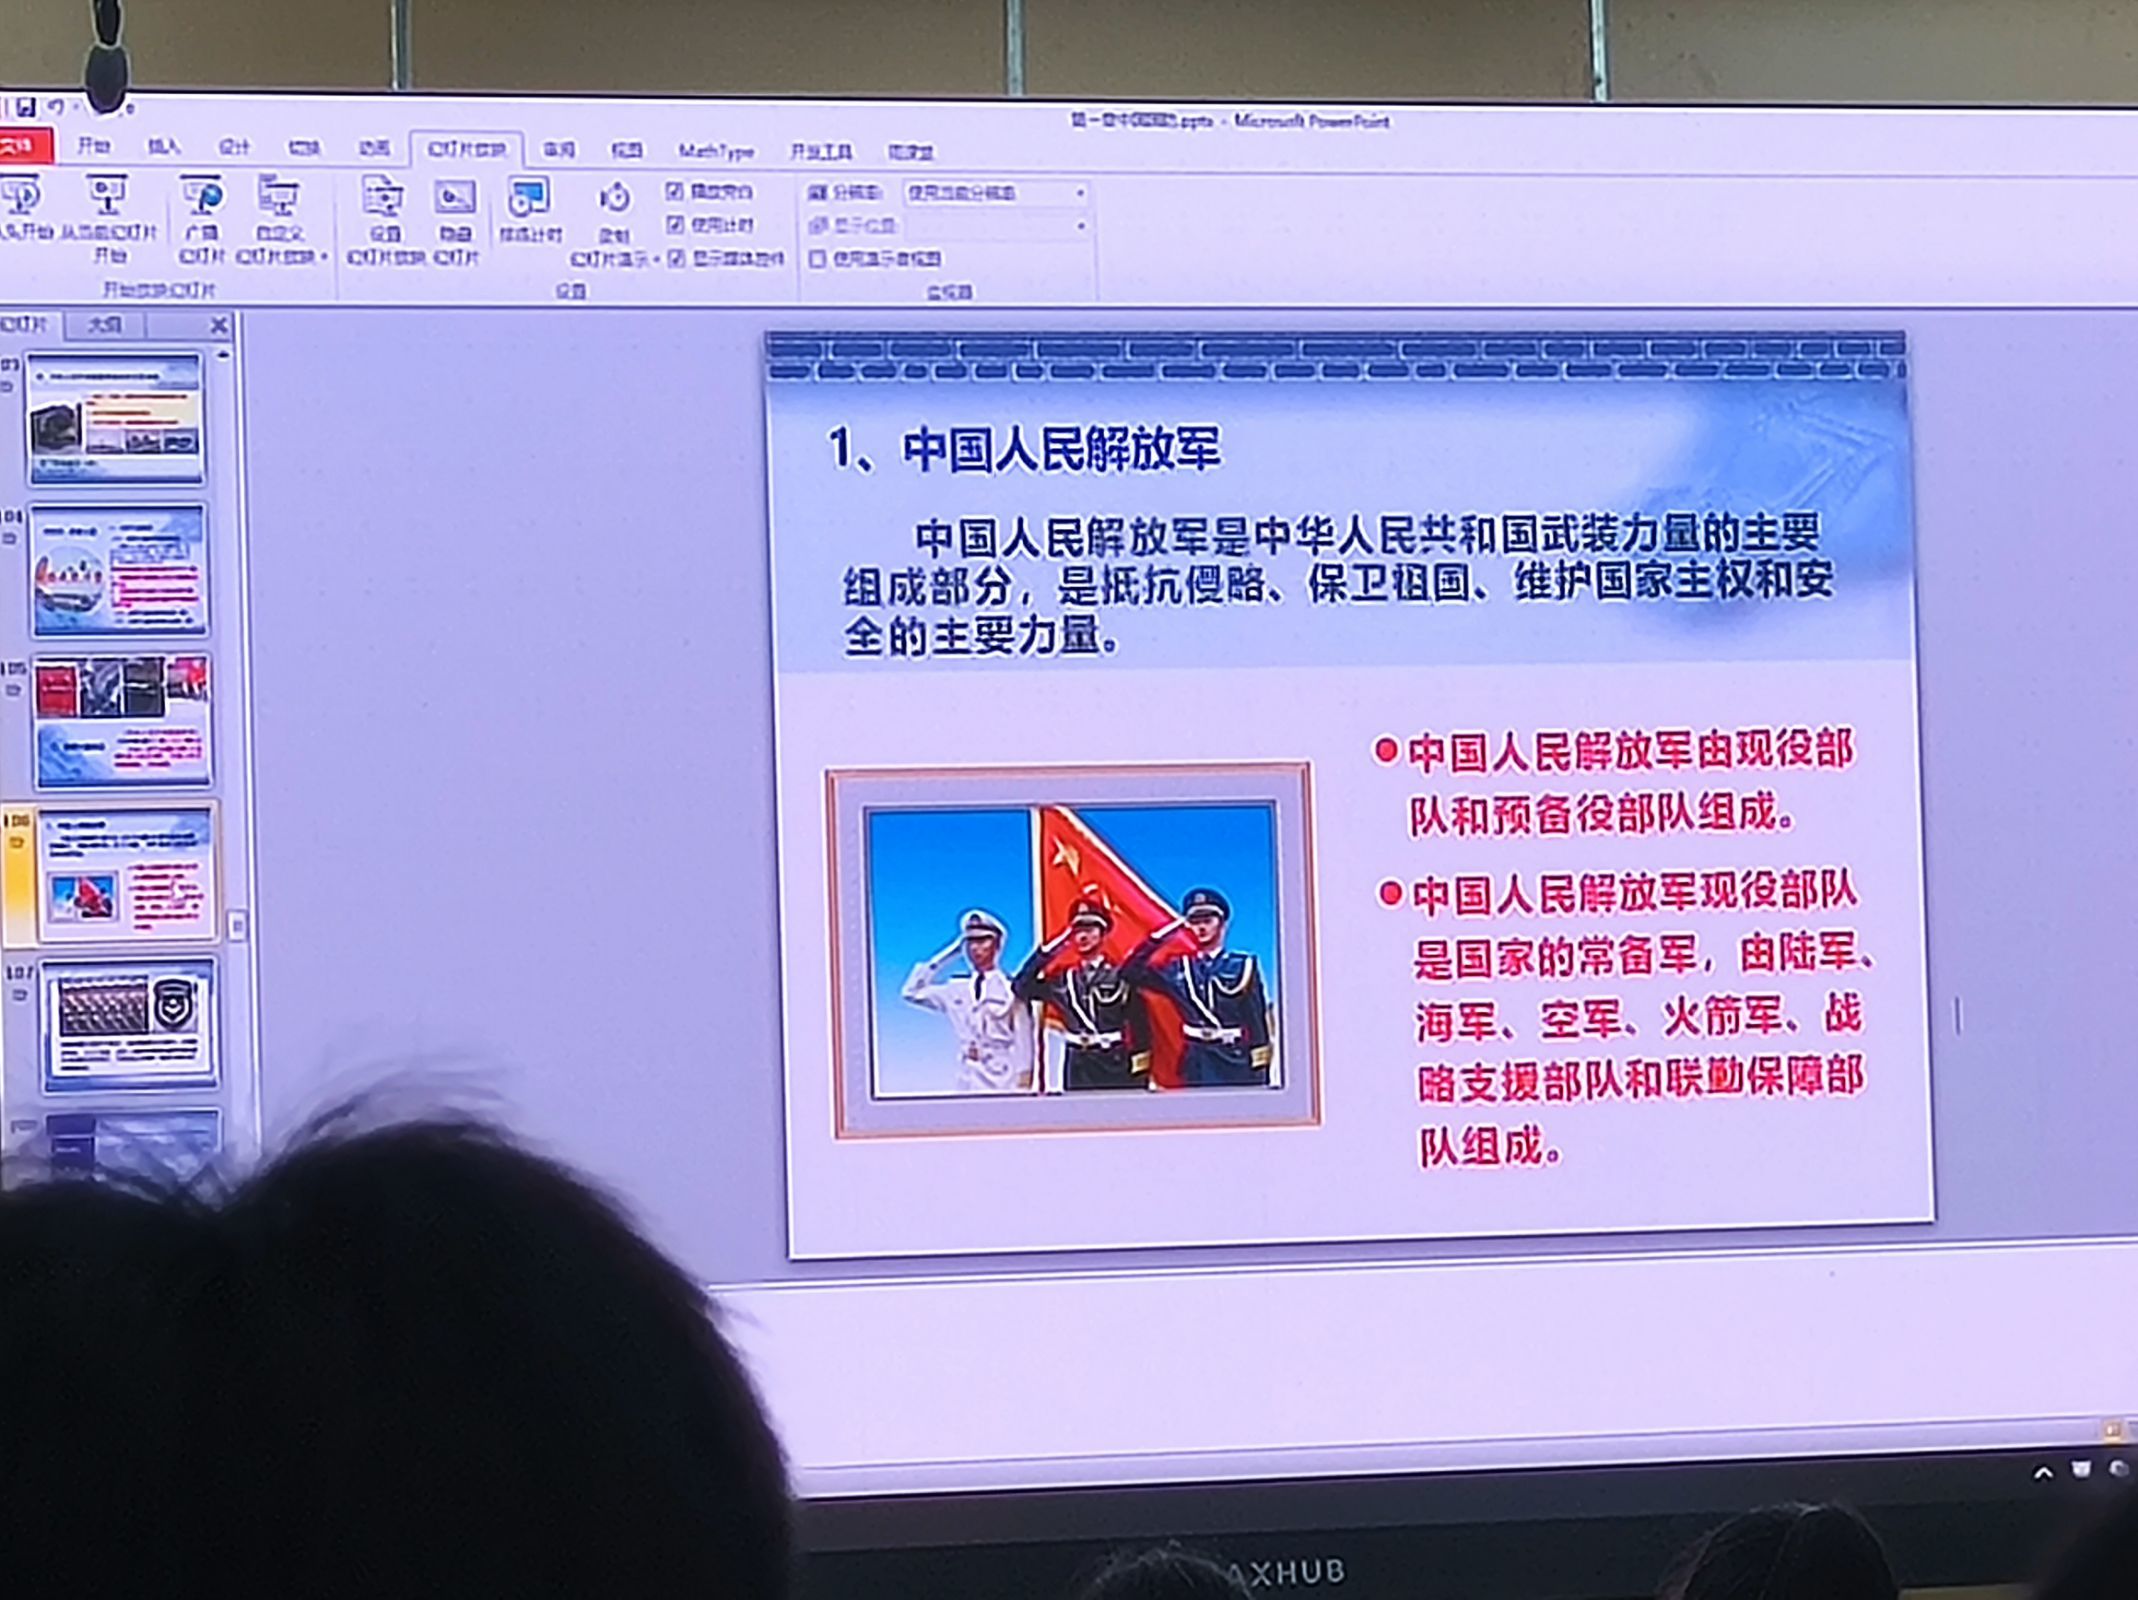 Microsoft PowerPoint
开始
插入
设计
切换
动画
幻灯片放映
审阅
视图
MathType
开发工具
从头开始
从当前幻灯片
开始
广播
幻灯片
自定义
幻灯片放映
设置
幻灯片放映
隐藏
幻灯片
排练计时
录制
幻灯片演示
播放旁白
使用计时
显示媒体控件
分辨率:
使用当前分辨率
显示位置:
使用演示者视图
开始放映幻灯片
设置
监视器
幻灯片
大纲
104
105
106
107
1、中国人民解放军
中国人民解放军是中华人民共和国武装力量的主要
组成部分，是抵抗侵略、保卫祖国、维护国家主权和安
全的主要力量。
●中国人民解放军由现役部
队和预备役部队组成。
●中国人民解放军现役部队
是国家的常备军，由陆军、
海军、空军、火箭军、战
略支援部队和联勤保障部
队组成。
AXHUB